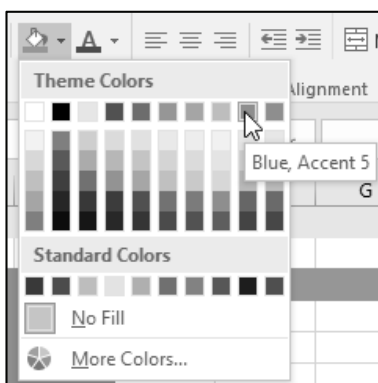 A
Theme Colors
Alignment
Blue, Accent 5
G
Standard Colors
No Fill
More Colors...